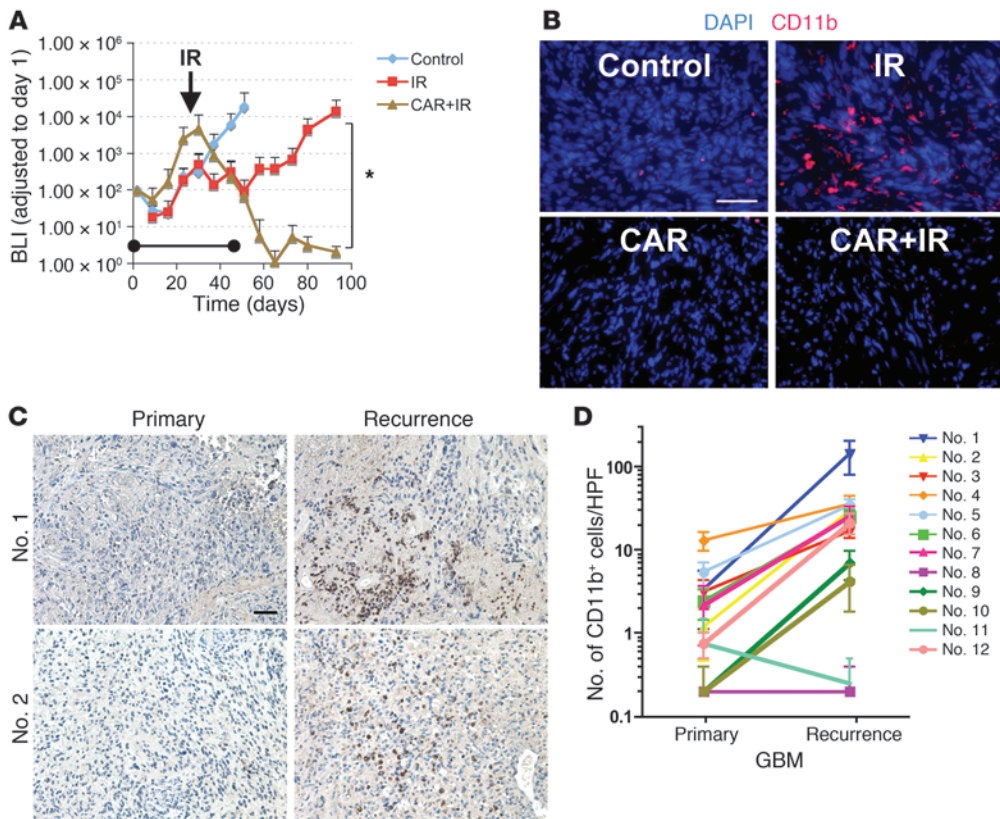 A
IR
Control
IR
CAR+IR
BLI (adjusted to day 1)
1.00 × 10⁶
1.00 × 10⁵
1.00 × 10⁴
1.00 × 10³
1.00 × 10²
1.00 × 10¹
1.00 × 10⁰
*
0 20 40 60 80 100
Time (days)
B
DAPI CD11b
Control
IR
CAR
CAR+IR
C
Primary
Recurrence
No. 1
No. 2
D
No. of CD11b⁺ cells/HPF
100
10
1
0.1
Primary
Recurrence
GBM
No. 1
No. 2
No. 3
No. 4
No. 5
No. 6
No. 7
No. 8
No. 9
No. 10
No. 11
No. 12